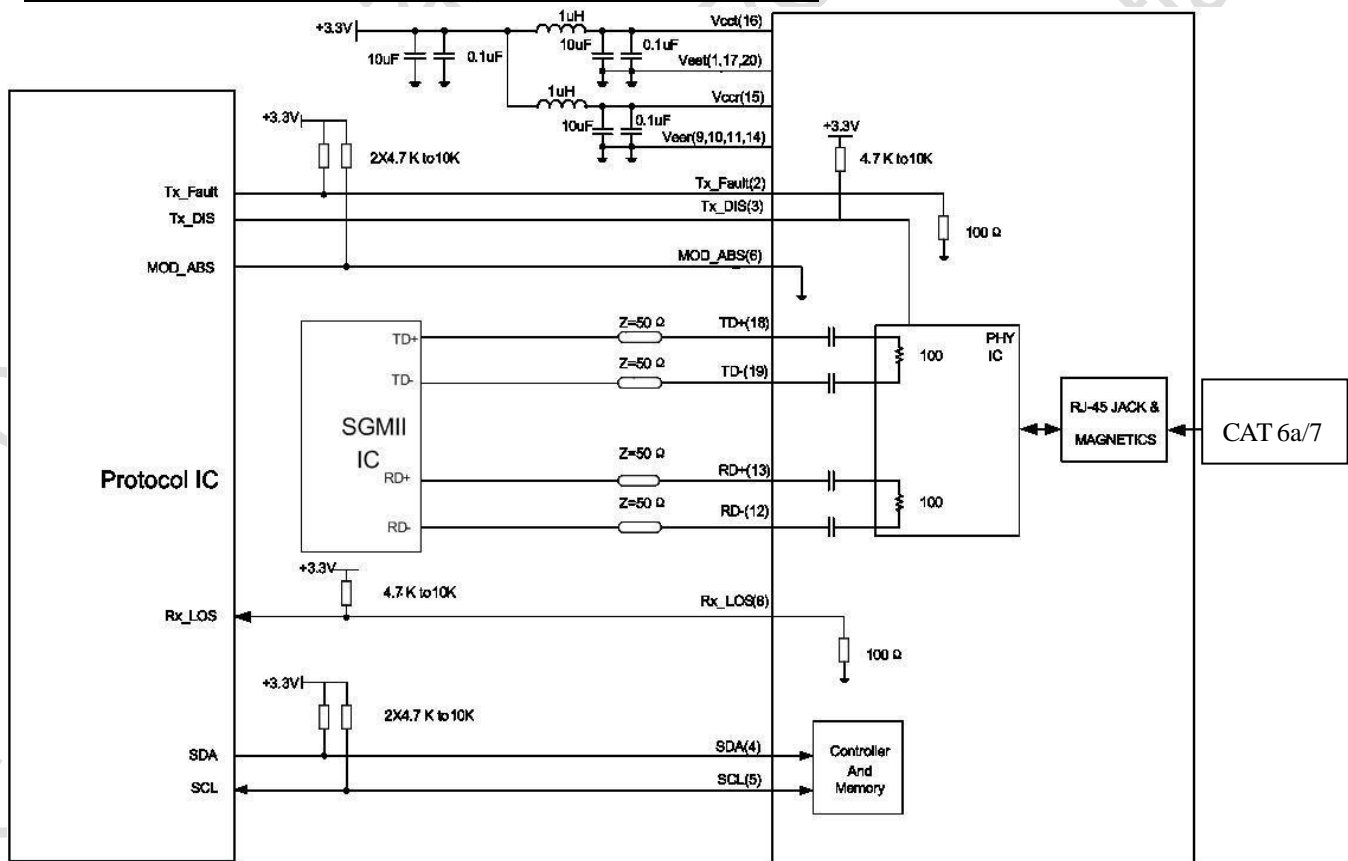 1uH
Vcct(16)
+3.3V
10uF
0.1uF
10uF
0.1uF
Veet(1,17,20)
1uH
Vccr(15)
+3.3V
10uF
0.1uF
+3.3V
Veer(9,10,11,14)
2X4.7 K to10K
4.7 K to10K
Tx_Fault
Tx_Fault(2)
Tx_DIS
Tx_DIS(3)
100 Ω
MOD_ABS
MOD_ABS(6)
Z=50 Ω
TD+(18)
TD+
PHY
IC
100
Z=50 Ω
TD-(19)
TD-
SGMII
IC
RJ-45 JACK &
MAGNETICS
CAT 6a/7
Protocol IC
Z=50 Ω
RD+(13)
RD+
100
Z=50 Ω
RD-(12)
RD-
+3.3V
4.7 K to10K
Rx_LOS
Rx_LOS(8)
100 Ω
+3.3V
2X4.7 K to10K
SDA
SDA(4)
Controller
And
Memory
SCL
SCL(5)